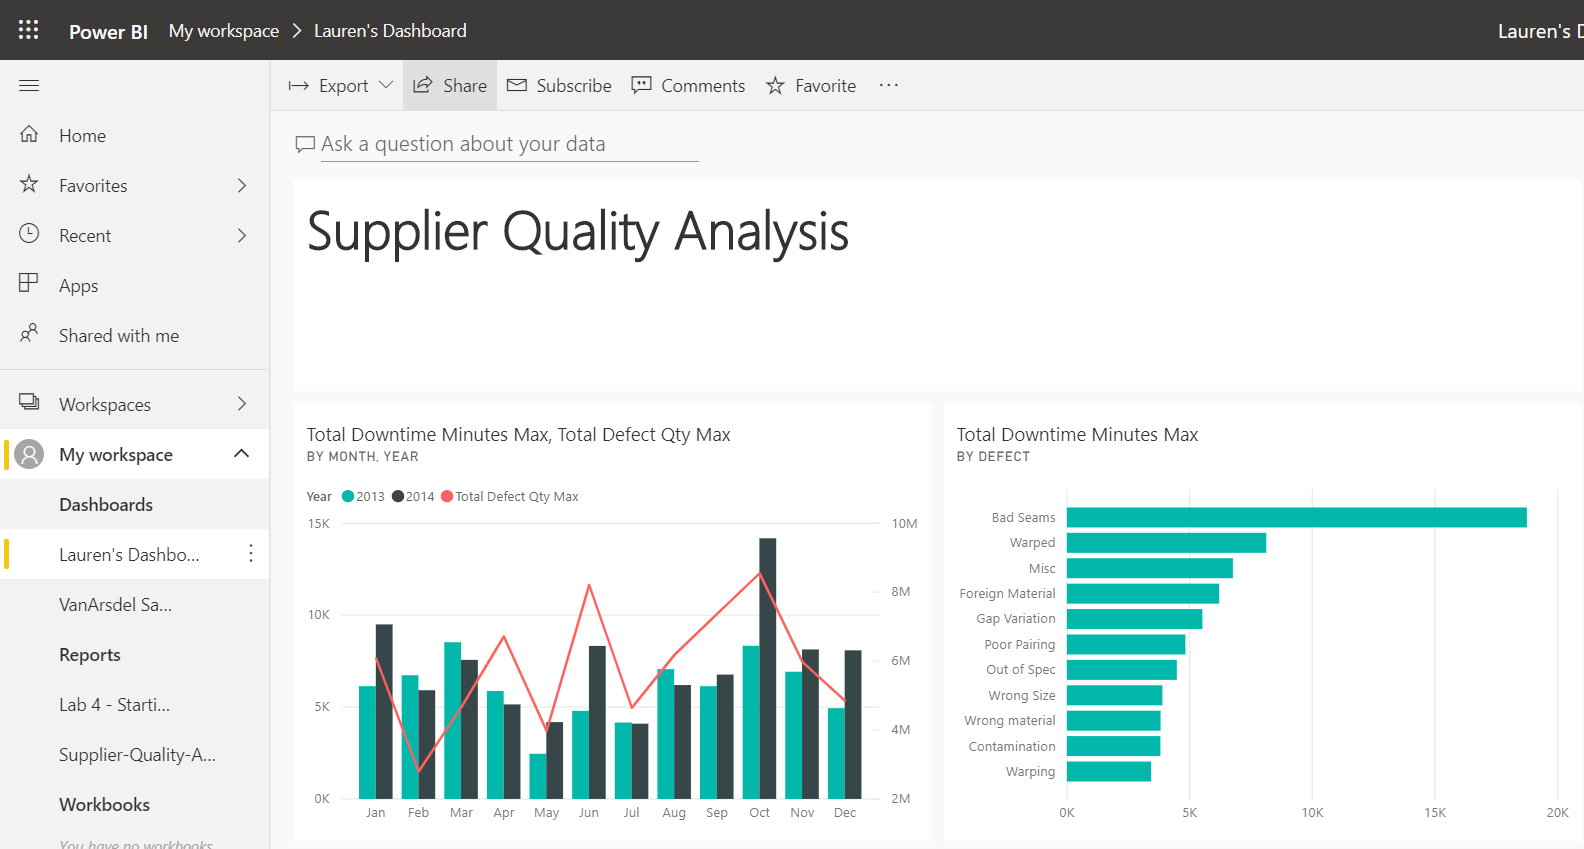 Power BI My workspace > Lauren's Dashboard
Lauren's D
Export Share Subscribe Comments Favorite ...
Home
Favorites
Recent
Apps
Shared with me
Workspaces
My workspace
Dashboards
Lauren's Dashbo...
VanArsdel Sa...
Reports
Lab 4 - Starti...
Supplier-Quality-A...
Workbooks
You have no workbooks
Ask a question about your data
Supplier Quality Analysis
Total Downtime Minutes Max, Total Defect Qty Max
BY MONTH, YEAR
Year 2013 2014 Total Defect Qty Max
15K 10M
8M
10K
6M
5K
4M
0K 2M
Jan Feb Mar Apr May Jun Jul Aug Sep Oct Nov Dec
Total Downtime Minutes Max
BY DEFECT
Bad Seams
Warped
Misc
Foreign Material
Gap Variation
Poor Pairing
Out of Spec
Wrong Size
Wrong material
Contamination
Warping
0K 5K 10K 15K 20K